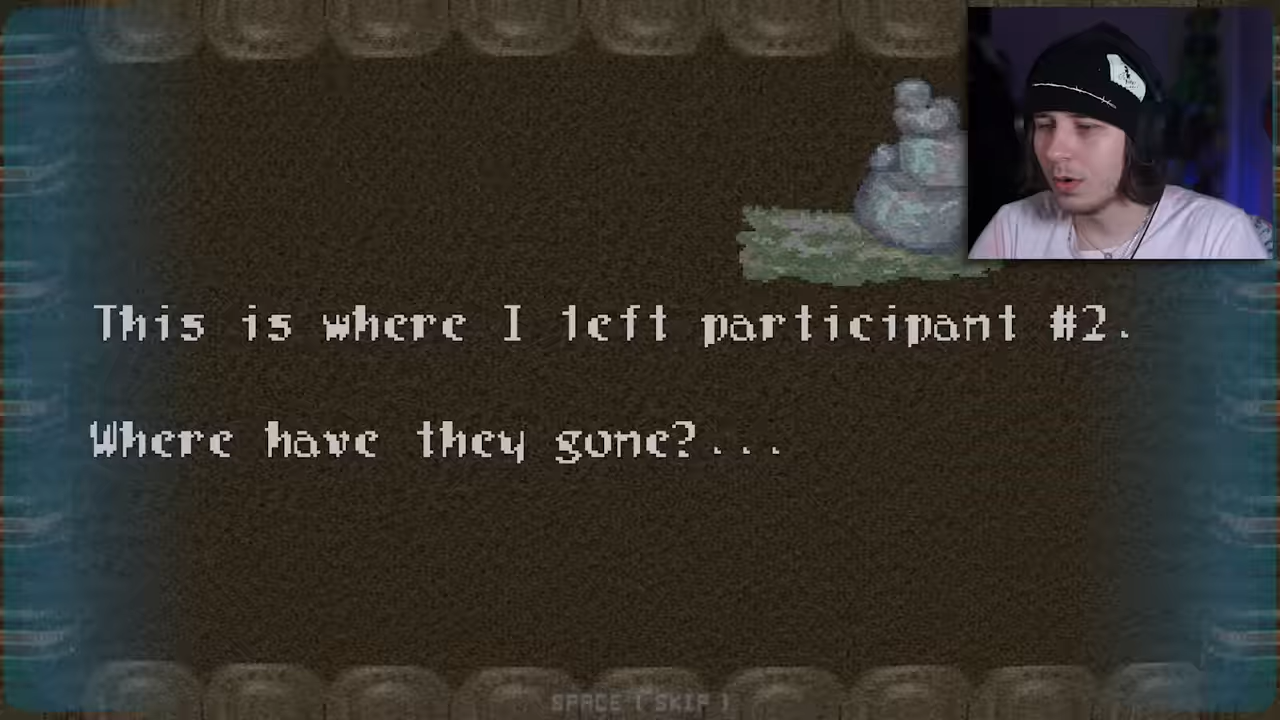 This is where I left participant #2.
Where have they gone?...
SPACE ( SKIP )